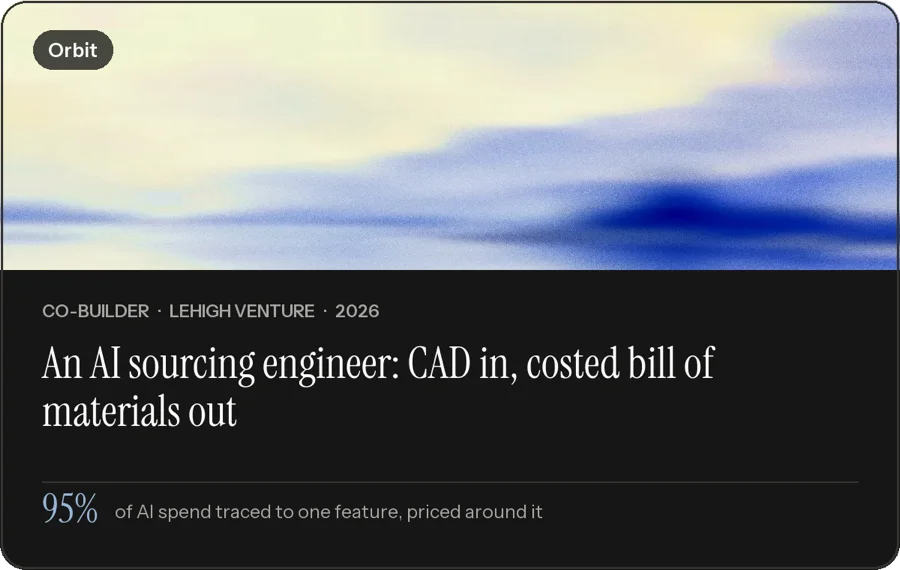 Orbit
CO-BUILDER · LEHIGH VENTURE · 2026
An AI sourcing engineer: CAD in, costed bill of
materials out
95% of AI spend traced to one feature, priced around it